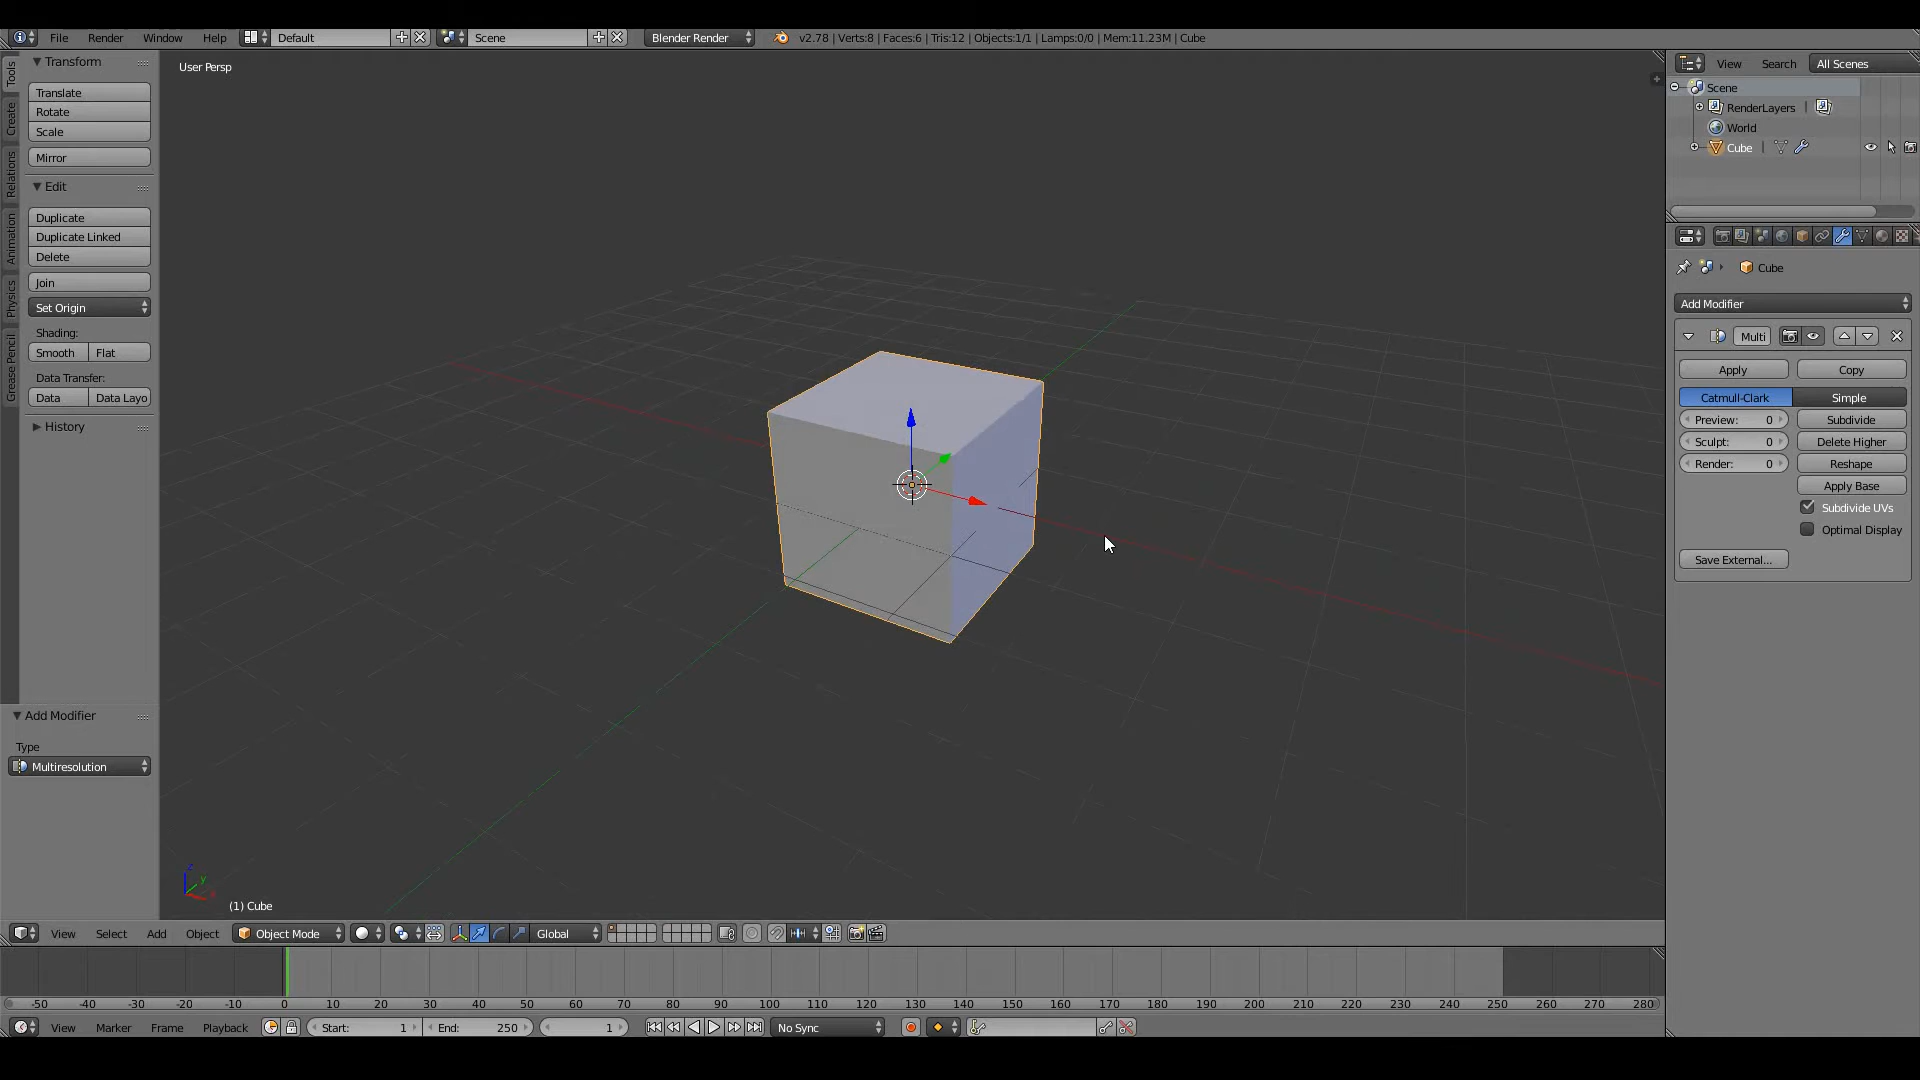 File Render Window Help Default Scene Blender Render v2.78 | Verts:8 | Faces:6 | Tris:12 | Objects:1/1 | Lamps:0/0 | Mem:11.23M | Cube
Tools
Create
Relations
Animation
Physics
Grease Pencil
Transform
Translate
Rotate
Scale
Mirror
Edit
Duplicate
Duplicate Linked
Delete
Join
Set Origin
Shading:
Smooth Flat
Data Transfer:
Data Data Layo
History
Add Modifier
Type
Multiresolution
User Persp
z
y
x
(1) Cube
View Search All Scenes
Scene
RenderLayers |
World
Cube |
Cube
Add Modifier
Multi
Apply Copy
Catmull-Clark Simple
Preview: 0 Subdivide
Sculpt: 0 Delete Higher
Render: 0 Reshape
Apply Base
Subdivide UVs
Optimal Display
Save External...
View Select Add Object Object Mode Global
-50 -40 -30 -20 -10 0 10 20 30 40 50 60 70 80 90 100 110 120 130 140 150 160 170 180 190 200 210 220 230 240 250 260 270 280
View Marker Frame Playback Start: 1 End: 250 1 No Sync